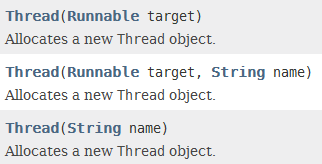 Thread(Runnable target)
Allocates a new Thread object.
Thread(Runnable target, String name)
Allocates a new Thread object.
Thread(String name)
Allocates a new Thread object.